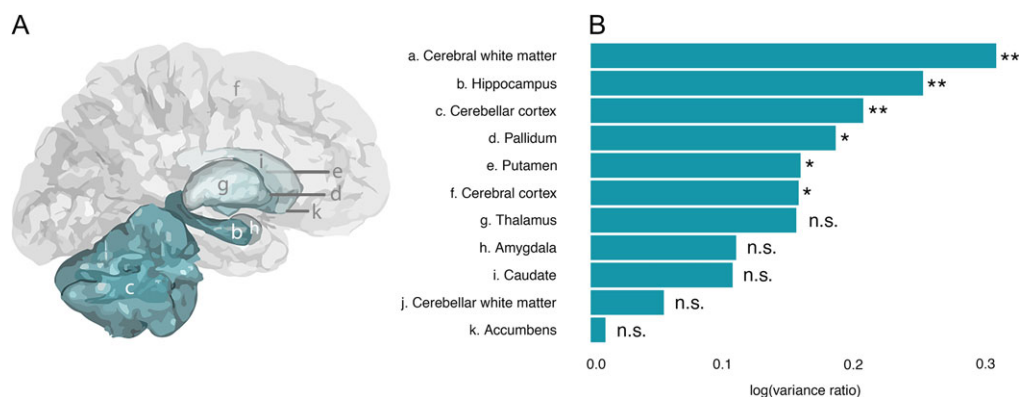 A
f
i
e
g
d
k
b
h
j
c
B
a. Cerebral white matter
**
b. Hippocampus
**
c. Cerebellar cortex
**
d. Pallidum
*
e. Putamen
*
f. Cerebral cortex
*
g. Thalamus
n.s.
h. Amygdala
n.s.
i. Caudate
n.s.
j. Cerebellar white matter
n.s.
k. Accumbens
n.s.
0.0 0.1 0.2 0.3
log(variance ratio)